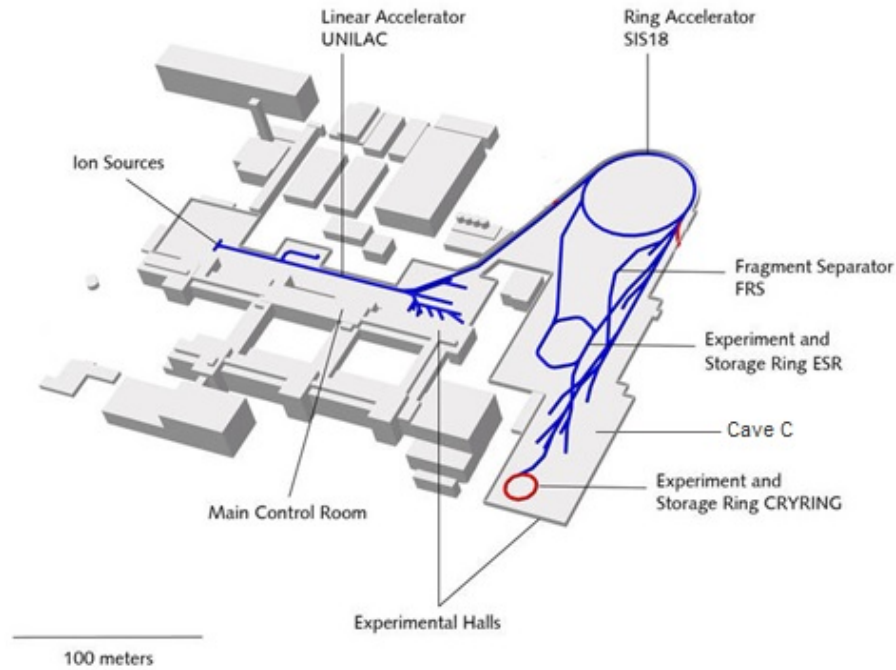 Linear Accelerator
UNILAC
Ring Accelerator
SIS18
Ion Sources
Fragment Separator
FRS
Experiment and
Storage Ring ESR
Cave C
Experiment and
Storage Ring CRYRING
Main Control Room
Experimental Halls
100 meters